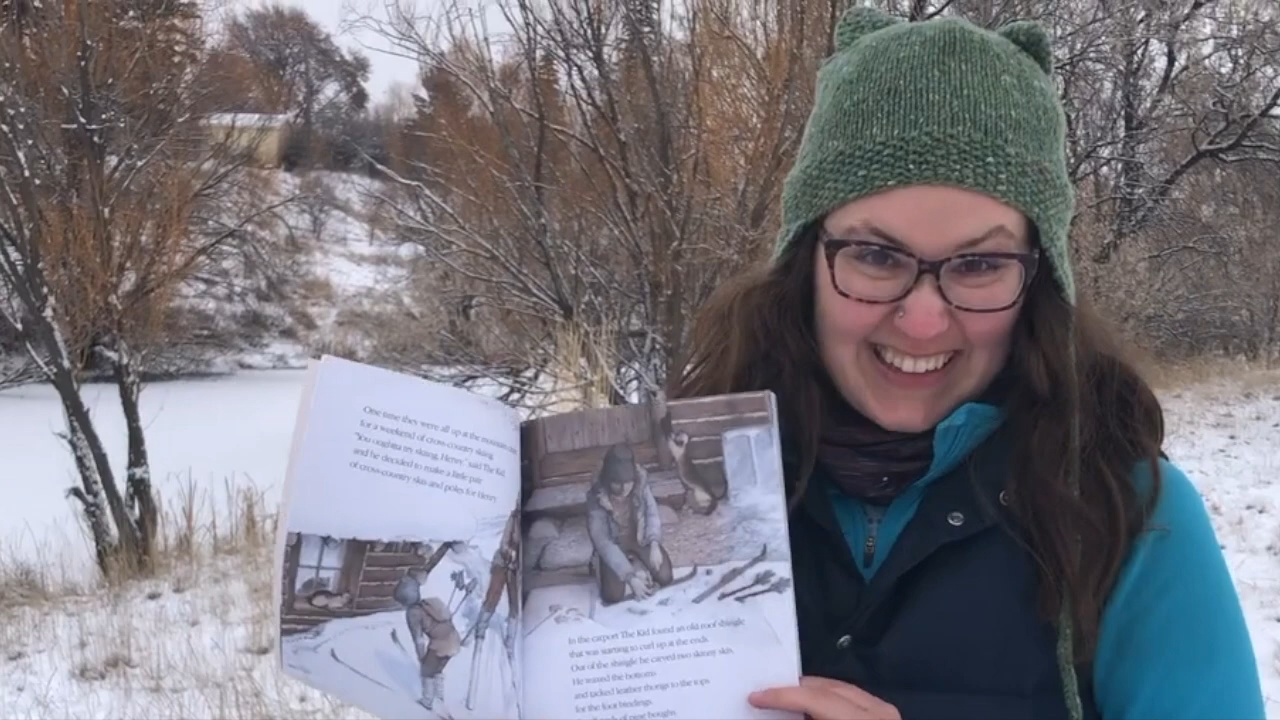 One time they were all up at the mountain
for a weekend of cross-country skiing.
"You oughtta try skiing, Henry," said The Kid,
and he decided to make a little pair
of cross-country skis and poles for Henry.
In the carport The Kid found an old roof shingle
that was starting to curl up at the ends.
Out of the shingle he carved two skinny skis.
He waxed the bottoms
and tacked leather thongs to the tops
for the foot bindings.
of pine boughs,